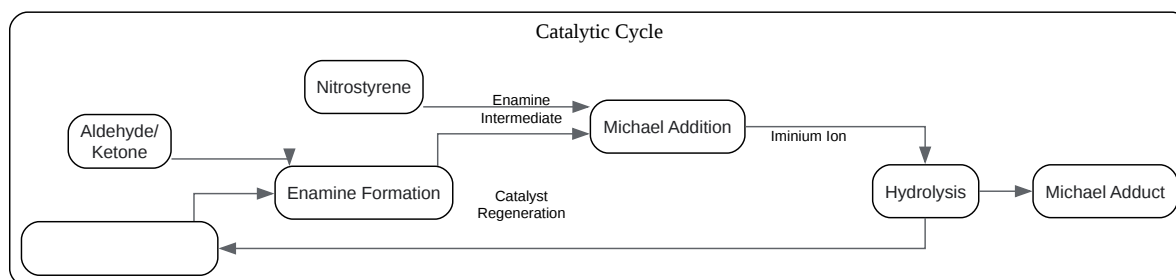 Catalytic Cycle
Nitrostyrene
Enamine
Intermediate
Aldehyde/
Ketone
Michael Addition
Iminium Ion
Enamine Formation
Catalyst
Regeneration
Hydrolysis
Michael Adduct